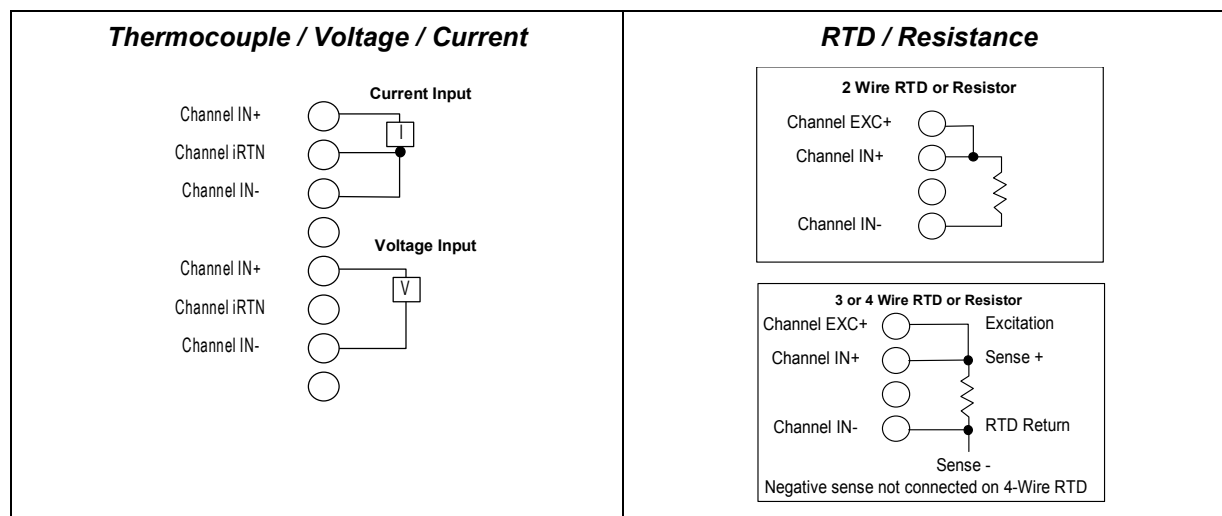 Thermocouple / Voltage / Current
Current Input
Channel IN+
I
Channel iRTN
Channel IN-
Voltage Input
Channel IN+
V
Channel iRTN
Channel IN-
RTD / Resistance
2 Wire RTD or Resistor
Channel EXC+
Channel IN+
Channel IN-
3 or 4 Wire RTD or Resistor
Channel EXC+ Excitation
Channel IN+ Sense +
Channel IN- RTD Return
Sense -
Negative sense not connected on 4-Wire RTD